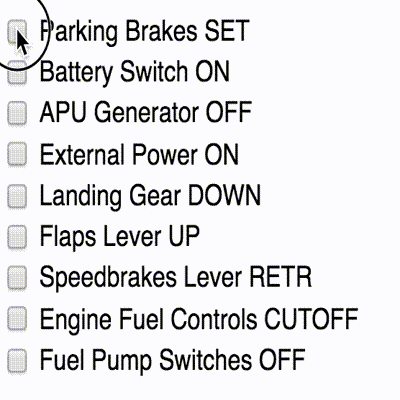 Parking Brakes SET
Battery Switch ON
APU Generator OFF
External Power ON
Landing Gear DOWN
Flaps Lever UP
Speedbrakes Lever RETR
Engine Fuel Controls CUTOFF
Fuel Pump Switches OFF